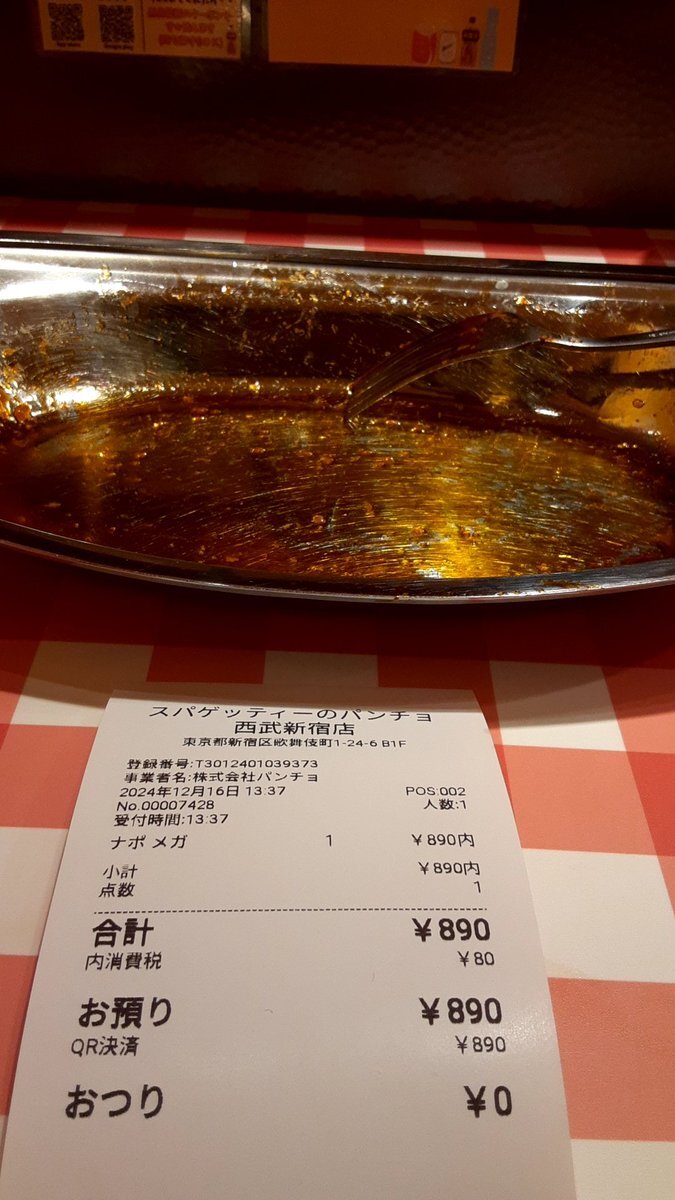 スパゲッティーのパンチョ
西武新宿店
東京都新宿区歌舞伎町1-24-6 B1F
登録番号:T3012401039373
事業者名:株式会社パンチョ
2024年12月16日 13:37 POS:002
No.00007428 人数:1
受付時間:13:37
ナポ メガ 1 ¥890内
小計 ¥890内
点数 1
合計 ¥890
内消費税 ¥80
お預り ¥890
QR決済 ¥890
おつり ¥0